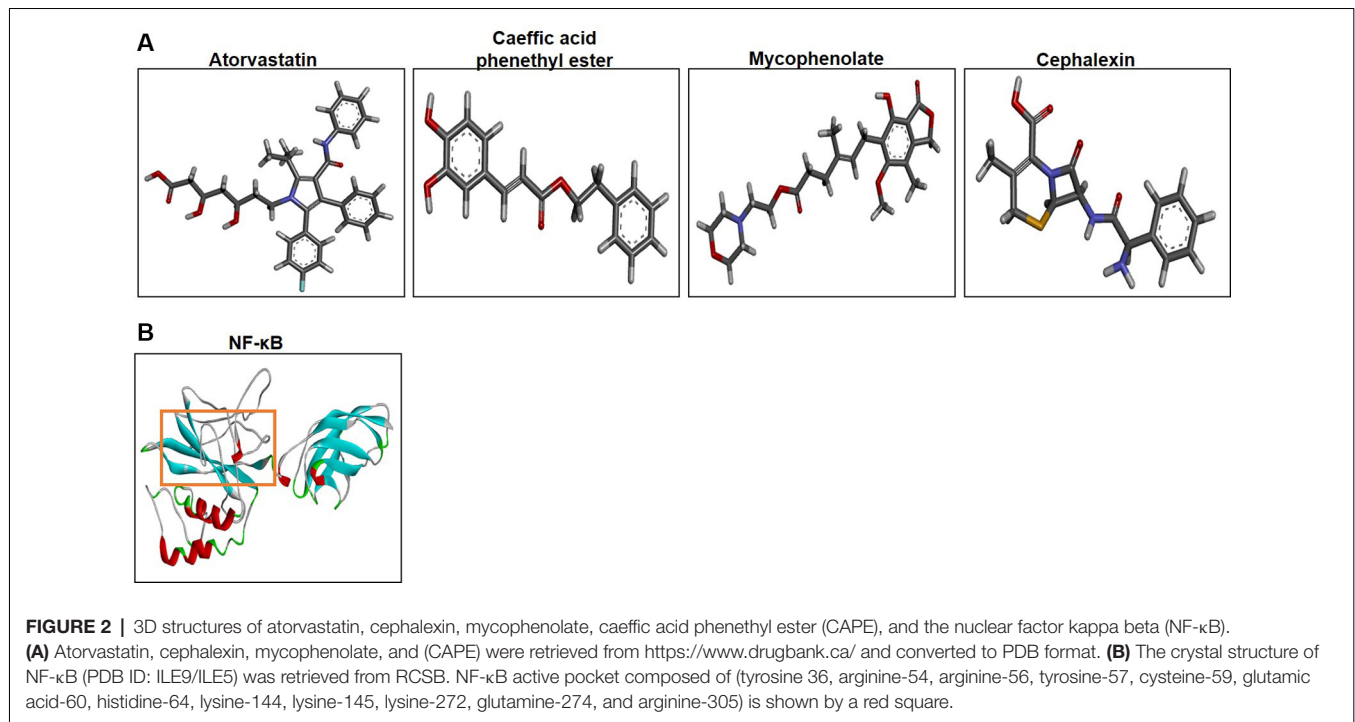 A
Atorvastatin
Caeffic acid
phenethyl ester
Mycophenolate
Cephalexin
B
NF-κB
FIGURE 2 | 3D structures of atorvastatin, cephalexin, mycophenolate, caeffic acid phenethyl ester (CAPE), and the nuclear factor kappa beta (NF-κB).
(A) Atorvastatin, cephalexin, mycophenolate, and (CAPE) were retrieved from https://www.drugbank.ca/ and converted to PDB format. (B) The crystal structure of
NF-κB (PDB ID: ILE9/ILE5) was retrieved from RCSB. NF-κB active pocket composed of (tyrosine 36, arginine-54, arginine-56, tyrosine-57, cysteine-59, glutamic
acid-60, histidine-64, lysine-144, lysine-145, lysine-272, glutamine-274, and arginine-305) is shown by a red square.